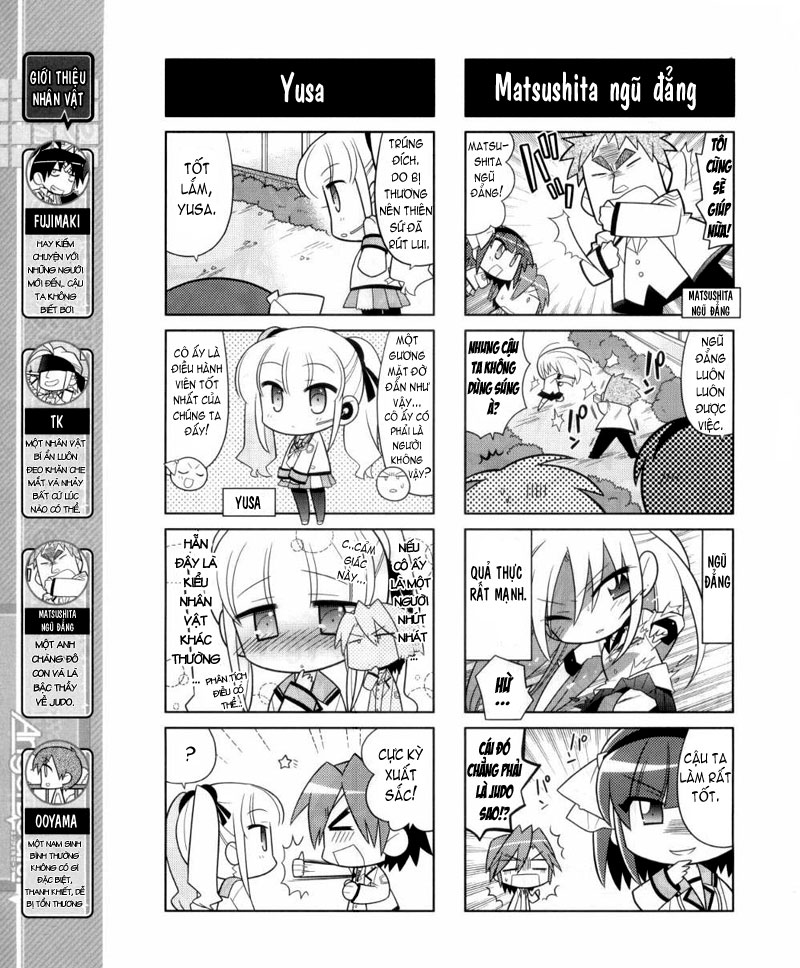 Matsushita ngũ đẳng
TÔI
CŨNG
SẼ
GIÚP
NỮA!
MATSU-
SHITA
NGŨ
ĐẲNG!
MATSUSHITA
NGŨ ĐẲNG
NGŨ
ĐẲNG
LUÔN
LUÔN
ĐƯỢC
VIỆC.
NHƯNG CẬU
TA KHÔNG
DÙNG SÚNG
À?
NGŨ
ĐẲNG
QUẢ THỰC
RẤT MẠNH.
HỪ
...
CẬU TA
LÀM RẤT
TỐT.
CÁI ĐÓ
CHẲNG PHẢI
LÀ JUDO
SAO!?
Yusa
TRÚNG
ĐÍCH.
DO BỊ
THƯƠNG
NÊN THIÊN
SỨ ĐÃ
RÚT LUI.
TỐT
LẮM,
YUSA.
MỘT
GƯƠNG
MẶT ĐỜ
ĐẪN NHƯ
VẬY...
CÔ ẤY CÓ
PHẢI LÀ
NGƯỜI
KHÔNG
VẬY?
CÔ ẤY LÀ
ĐIỀU HÀNH
VIÊN TỐT
NHẤT CỦA
CHÚNG TA
ĐẤY!
YUSA
NẾU
CÔ ẤY
LÀ MỘT
NGƯỜI
NHÚT
NHÁT
...
C..CẢM
GIÁC
NÀY...
HẲN
ĐÂY LÀ
KIỂU
NHÂN
VẬT
KHÁC
THƯỜNG
...
PHÂN TÍCH
ĐIỀU CÓ
THỂ.
CỰC KỲ
XUẤT
SẮC!
?
GIỚI THIỆU
NHÂN VẬT
FUJIMAKI
HAY KIẾM
CHUYỆN VỚI
NHỮNG NGƯỜI
MỚI ĐẾN.. CẬU
TA KHÔNG
BIẾT BƠI
TK
MỘT NHÂN VẬT
BÍ ẨN LUÔN
ĐEO KHĂN CHE
MẮT VÀ NHẢY
BẤT CỨ LÚC
NÀO CÓ THỂ.
MATSUSHITA
NGŨ ĐẲNG
MỘT ANH
CHÀNG ĐÔ
CON VÀ LÀ
BẬC THẦY
VỀ JUDO.
OOYAMA
MỘT NAM SINH
BÌNH THƯỜNG
KHÔNG CÓ GÌ
ĐẶC BIỆT,
THANH KHIẾT, DỄ
BỊ TỔN THƯƠNG